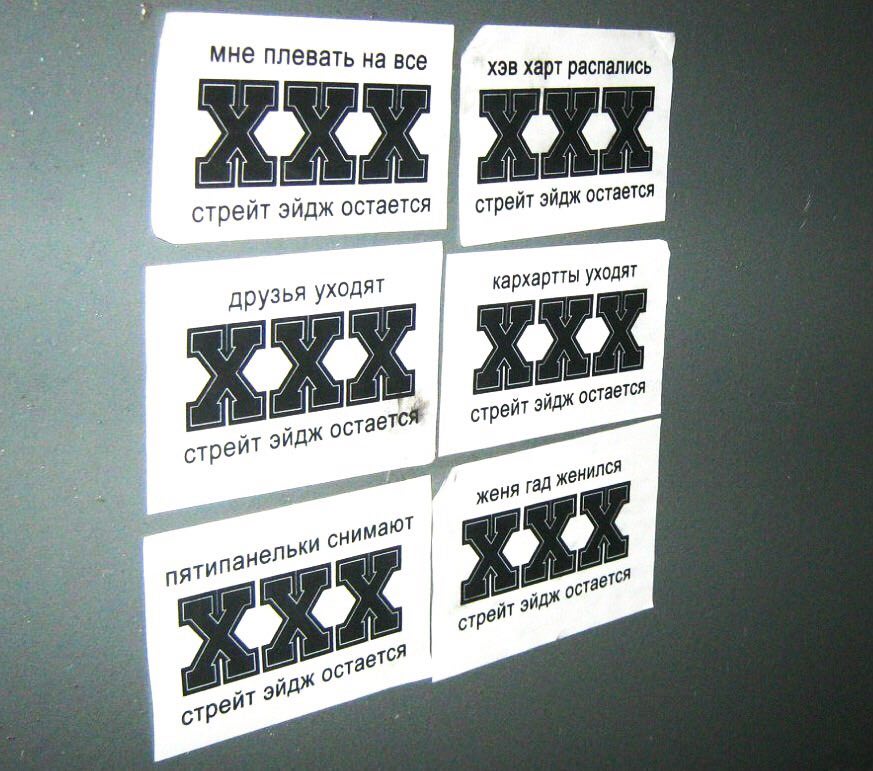 мне плевать на все
XXX
стрейт эйдж остается
хэв харт распались
XXX
стрейт эйдж остается
друзья уходят
XXX
стрейт эйдж остается
кархартты уходят
XXX
стрейт эйдж остается
пятипанельки снимают
XXX
стрейт эйдж остается
женя гад женился
XXX
стрейт эйдж остается